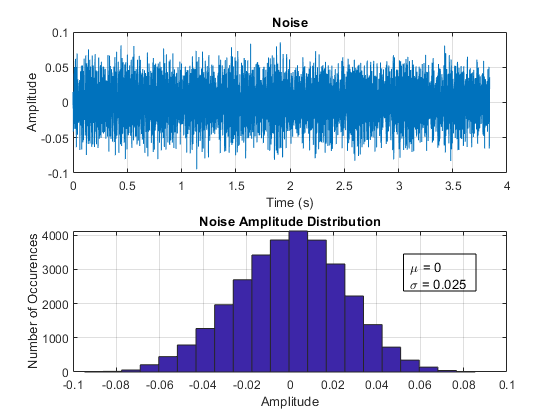 Noise
0.1
0.05
0
-0.05
-0.1
Amplitude
0 0.5 1 1.5 2 2.5 3 3.5 4
Time (s)
Noise Amplitude Distribution
4000
3000
2000
1000
0
Number of Occurences
μ = 0
σ = 0.025
-0.1 -0.08 -0.06 -0.04 -0.02 0 0.02 0.04 0.06 0.08 0.1
Amplitude